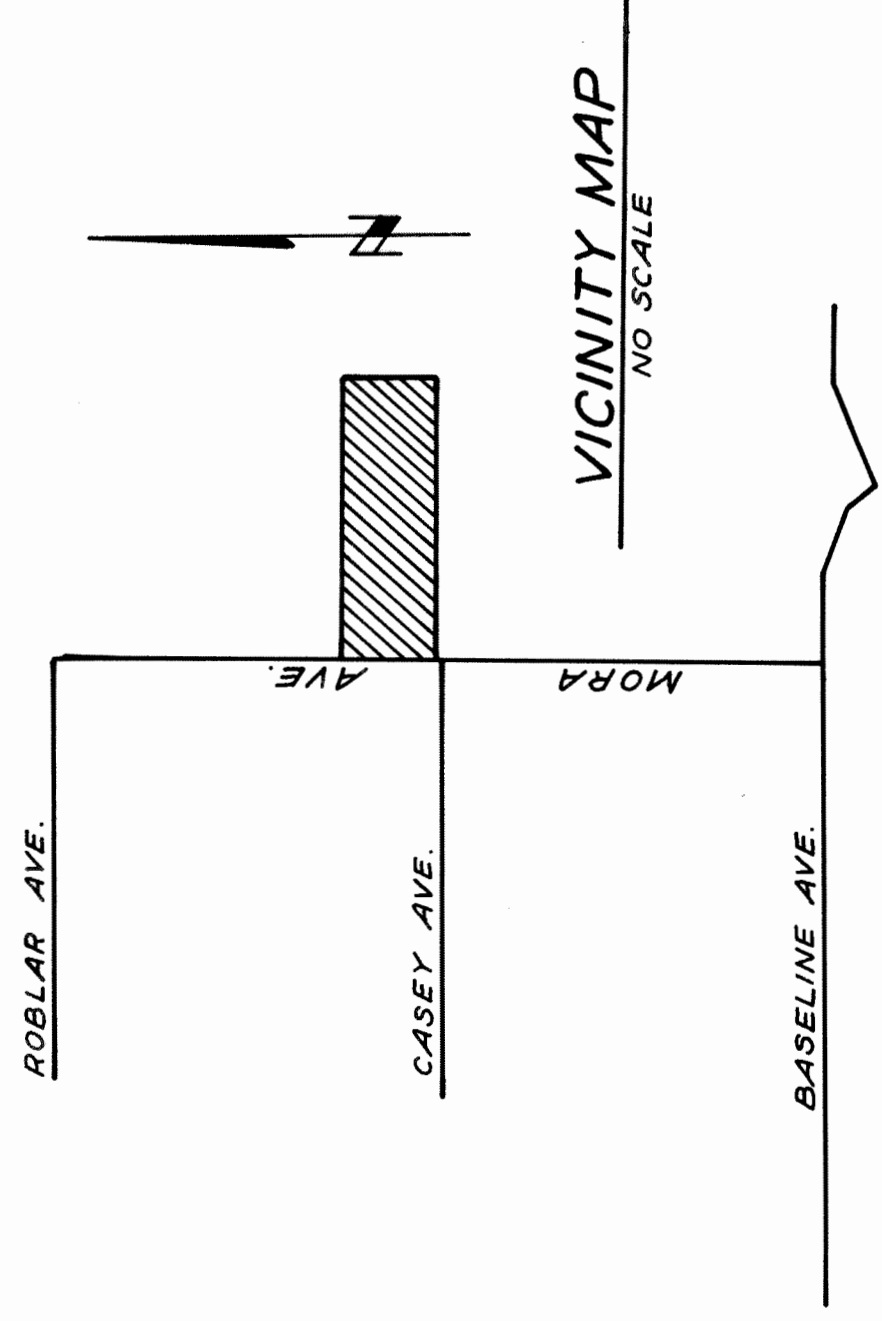 ROBLAR AVE.
N
MORA AVE.
CASEY AVE.
VICINITY MAP
NO SCALE
BASELINE AVE.